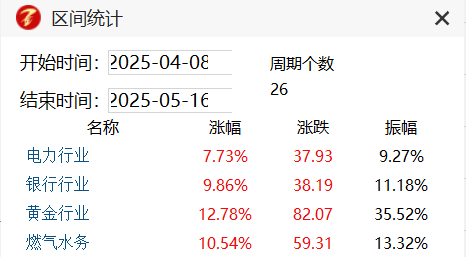 区间统计
开始时间: 2025-04-08 周期个数
26
结束时间: 2025-05-16
名称 涨幅 涨跌 振幅
电力行业 7.73% 37.93 9.27%
银行行业 9.86% 38.19 11.18%
黄金行业 12.78% 82.07 35.52%
燃气水务 10.54% 59.31 13.32%